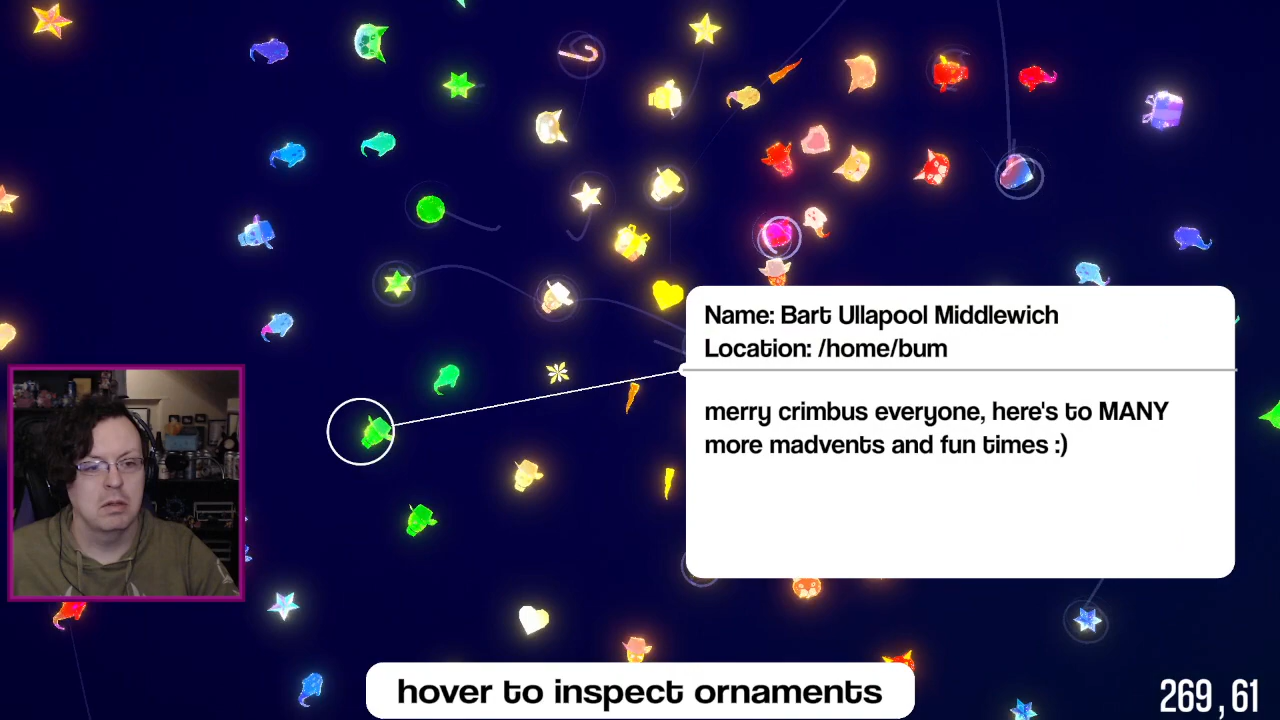 Name: Bart Ullapool Middlewich
Location: /home/bum
merry crimbus everyone, here's to MANY
more madvents and fun times :)
hover to inspect ornaments
269,61